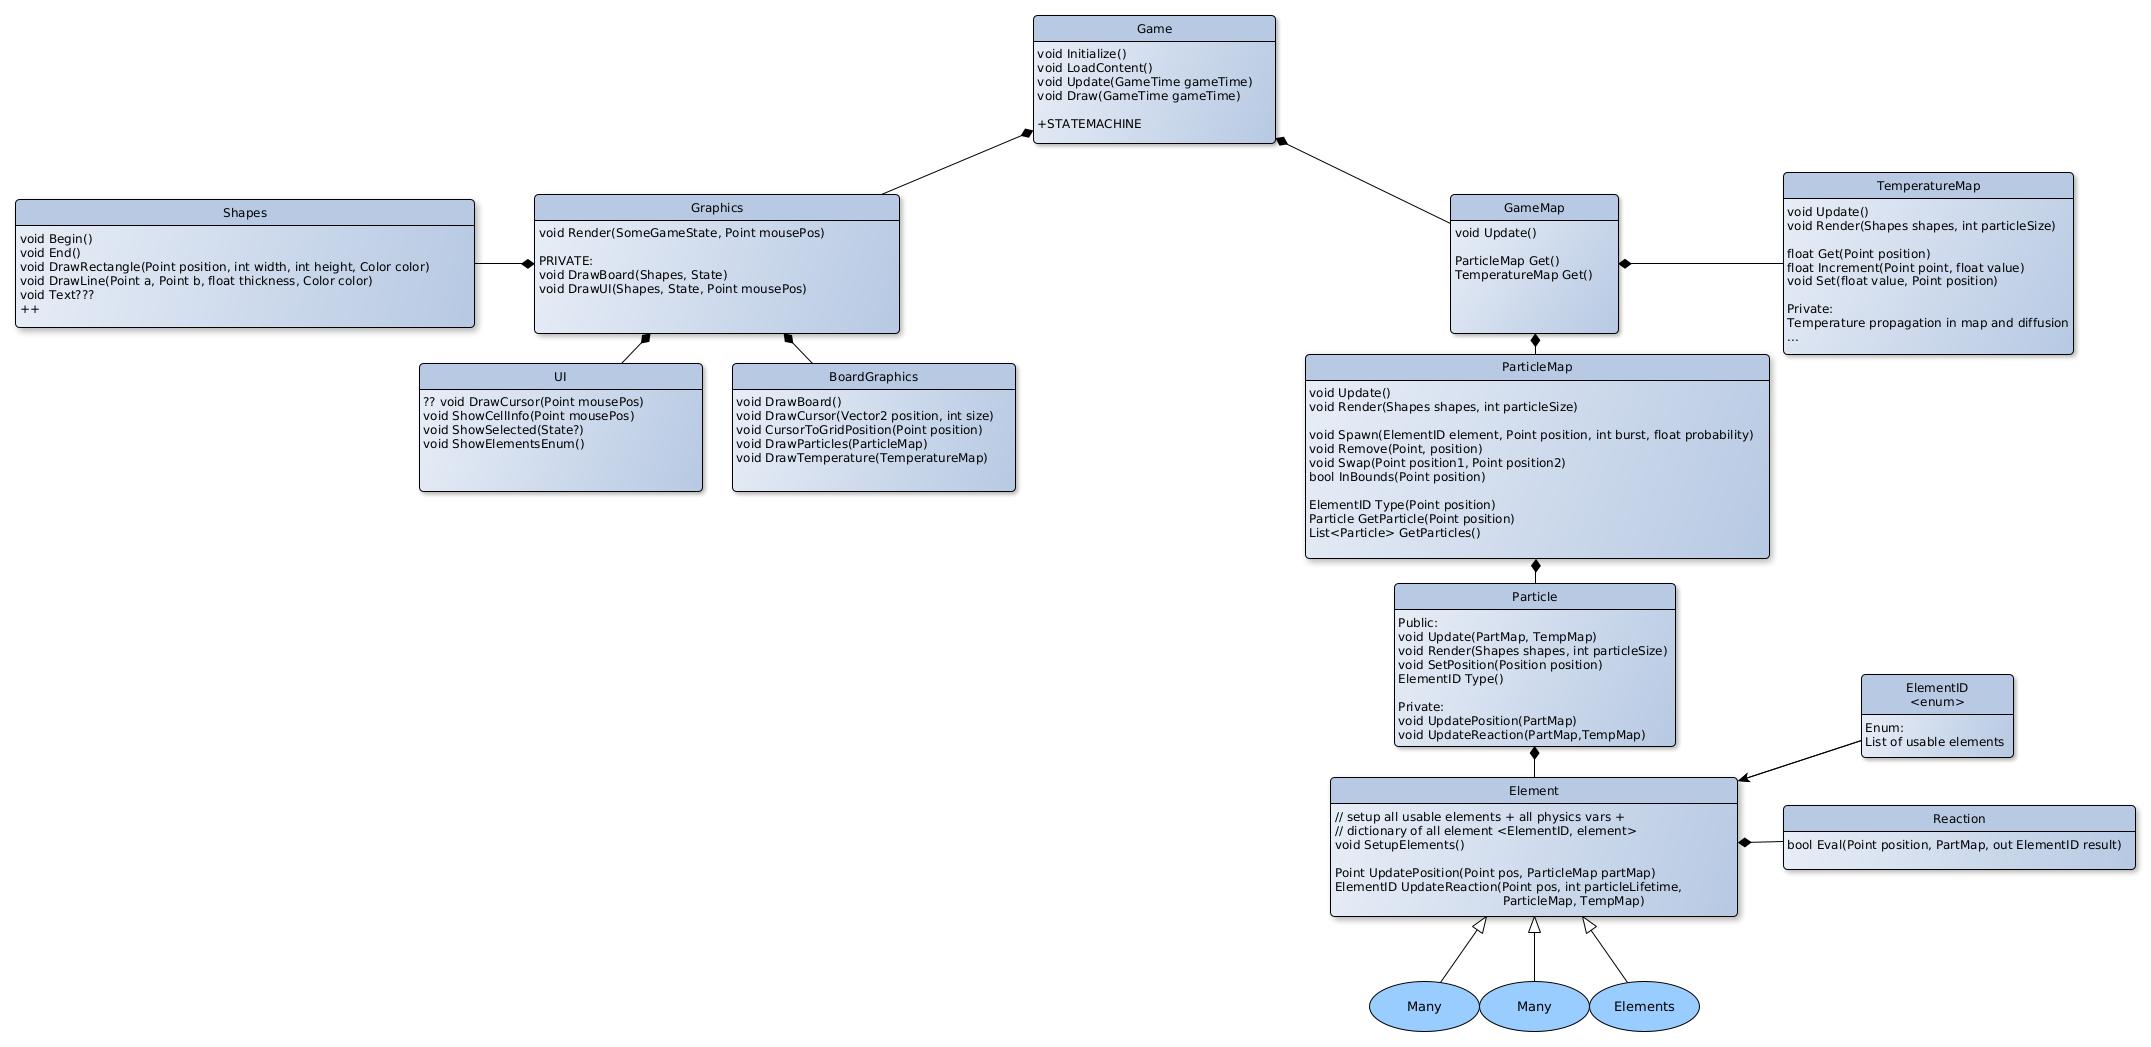 Game
void Initialize()
void LoadContent()
void Update(GameTime gameTime)
void Draw(GameTime gameTime)
+STATEMACHINE
Shapes
void Begin()
void End()
void DrawRectangle(Point position, int width, int height, Color color)
void DrawLine(Point a, Point b, float thickness, Color color)
void Text???
++
Graphics
void Render(SomeGameState, Point mousePos)
PRIVATE:
void DrawBoard(Shapes, State)
void DrawUI(Shapes, State, Point mousePos)
GameMap
void Update()
ParticleMap Get()
TemperatureMap Get()
TemperatureMap
void Update()
void Render(Shapes shapes, int particleSize)
float Get(Point position)
float Increment(Point point, float value)
void Set(float value, Point position)
Private:
Temperature propagation in map and diffusion
...
UI
?? void DrawCursor(Point mousePos)
void ShowCellInfo(Point mousePos)
void ShowSelected(State?)
void ShowElementsEnum()
BoardGraphics
void DrawBoard()
void DrawCursor(Vector2 position, int size)
void CursorToGridPosition(Point position)
void DrawParticles(ParticleMap)
void DrawTemperature(TemperatureMap)
ParticleMap
void Update()
void Render(Shapes shapes, int particleSize)
void Spawn(ElementID element, Point position, int burst, float probability)
void Remove(Point, position)
void Swap(Point position1, Point position2)
bool InBounds(Point position)
ElementID Type(Point position)
Particle GetParticle(Point position)
List<Particle> GetParticles()
Particle
Public:
void Update(PartMap, TempMap)
void Render(Shapes shapes, int particleSize)
void SetPosition(Position position)
ElementID Type()
Private:
void UpdatePosition(PartMap)
void UpdateReaction(PartMap,TempMap)
ElementID
<enum>
Enum:
List of usable elements
Element
// setup all usable elements + all physics vars +
// dictionary of all element <ElementID, element>
void SetupElements()
Point UpdatePosition(Point pos, ParticleMap partMap)
ElementID UpdateReaction(Point pos, int particleLifetime,
ParticleMap, TempMap)
Reaction
bool Eval(Point position, PartMap, out ElementID result)
Many
Many
Elements